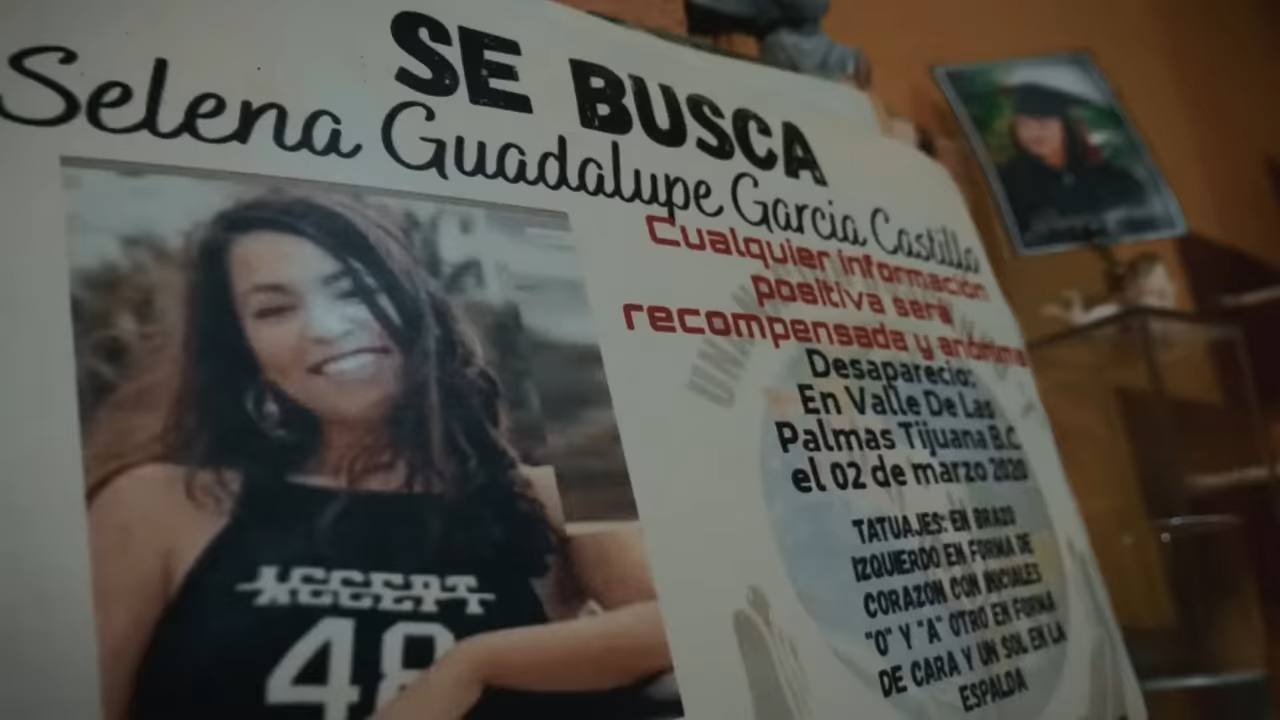 SE BUSCA
Selena Guadalupe Garcia Castillo
Cualquier información
positiva será
recompensada y anónima
Desaparecio:
En Valle De Las
Palmas Tijuana B.C
el 02 de marzo 2020
TATUAJES: EN BRAZO
IZQUIERDO EN FORMA DE
CORAZON CON INICIALES
"O" Y "A" OTRO EN FORMA
DE CARA Y UN SOL EN LA
ESPALDA
ACCEPT
48